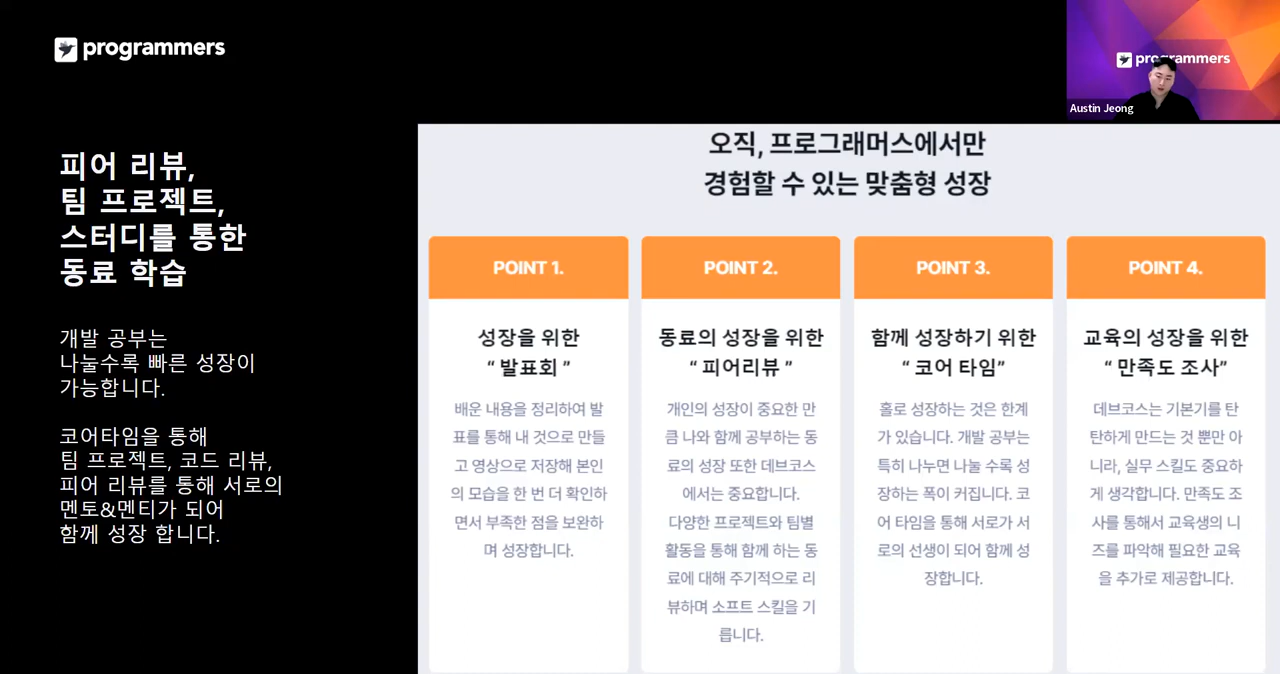 programmers
programmers
Austin Jeong
피어 리뷰,
팀 프로젝트,
스터디를 통한
동료 학습
개발 공부는
나눌수록 빠른 성장이
가능합니다.
코어타임을 통해
팀 프로젝트, 코드 리뷰,
피어 리뷰를 통해 서로의
멘토&멘티가 되어
함께 성장 합니다.
오직, 프로그래머스에서만
경험할 수 있는 맞춤형 성장
POINT 1.
성장을 위한
“ 발표회 ”
배운 내용을 정리하여 발
표를 통해 내 것으로 만들
고 영상으로 저장해 본인
의 모습을 한 번 더 확인하
면서 부족한 점을 보완하
며 성장합니다.
POINT 2.
동료의 성장을 위한
“ 피어리뷰 ”
개인의 성장이 중요한 만
큼 나와 함께 공부하는 동
료의 성장 또한 데브코스
에서는 중요합니다.
다양한 프로젝트와 팀별
활동을 통해 함께 하는 동
료에 대해 주기적으로 리
뷰하며 소프트 스킬을 기
릅니다.
POINT 3.
함께 성장하기 위한
“ 코어 타임”
홀로 성장하는 것은 한계
가 있습니다. 개발 공부는
특히 나누면 나눌 수록 성
장하는 폭이 커집니다. 코
어 타임을 통해 서로가 서
로의 선생이 되어 함께 성
장합니다.
POINT 4.
교육의 성장을 위한
“ 만족도 조사”
데브코스는 기본기를 탄
탄하게 만드는 것 뿐만 아
니라, 실무 스킬도 중요하
게 생각합니다. 만족도 조
사를 통해서 교육생의 니
즈를 파악해 필요한 교육
을 추가로 제공합니다.